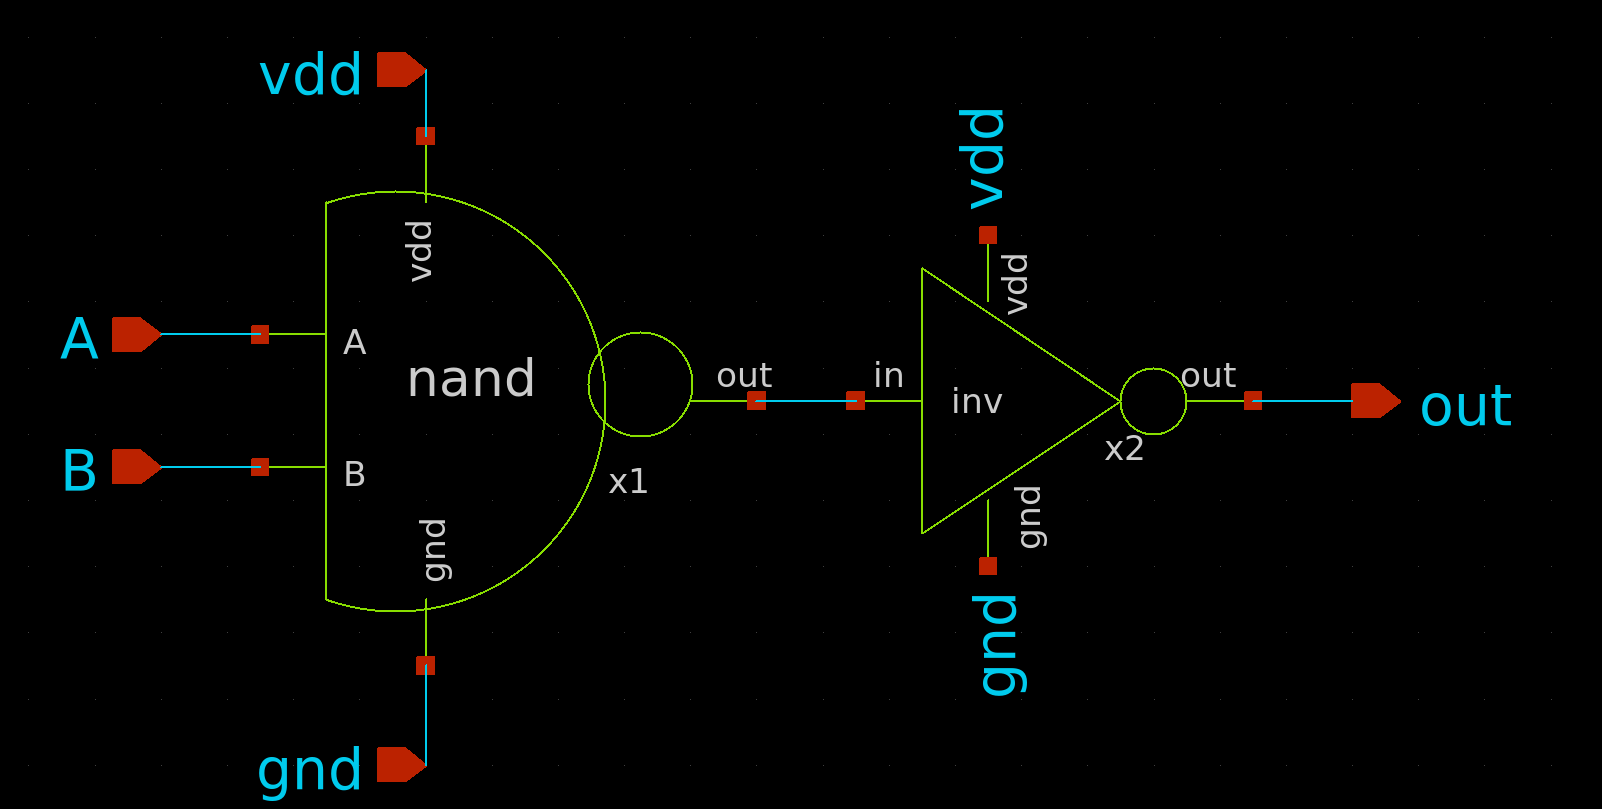 vdd
vdd
vdd
vdd
A
A
nand
out
in
inv
out
out
x2
B
B
x1
gnd
gnd
gnd
gnd